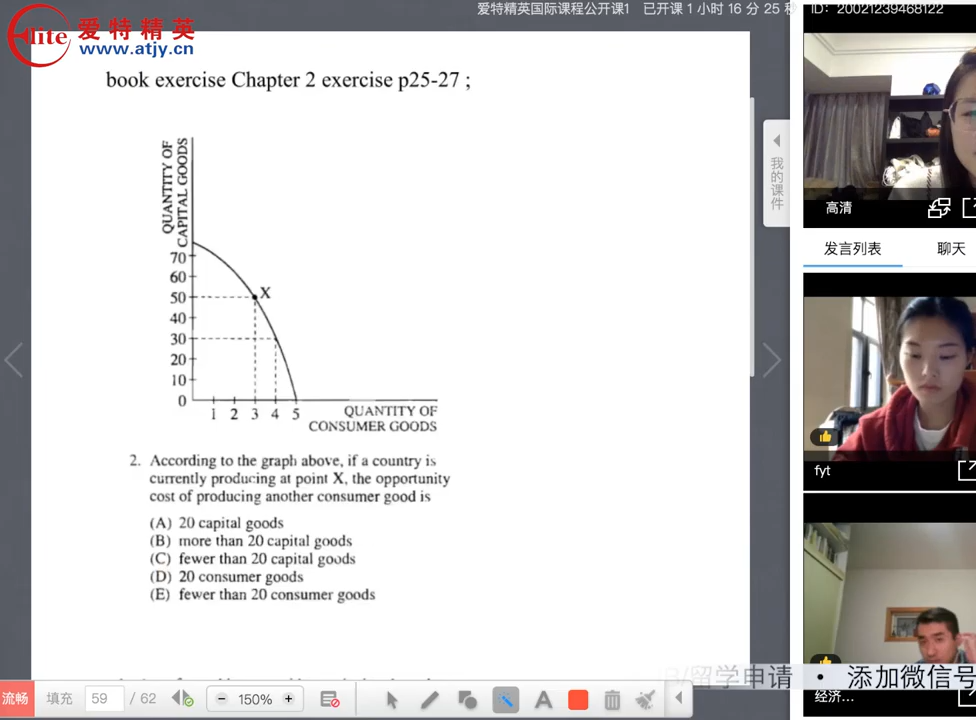 爱特精英国际课程公开课1 已开课 1 小时 16 分 25 秒
ID: 20021239468122
Elite 爱特精英
www.atjy.cn
book exercise Chapter 2 exercise p25-27 ;
QUANTITY OF
CAPITAL GOODS
70
60
50
X
40
30
20
10
0
1 2 3 4 5
QUANTITY OF
CONSUMER GOODS
2. According to the graph above, if a country is
currently producing at point X, the opportunity
cost of producing another consumer good is
(A) 20 capital goods
(B) more than 20 capital goods
(C) fewer than 20 capital goods
(D) 20 consumer goods
(E) fewer than 20 consumer goods
我的课件
高清
发言列表
聊天
fyt
经济...
/留学申请 • 添加微信号
流畅
填充
59 / 62
150%
A